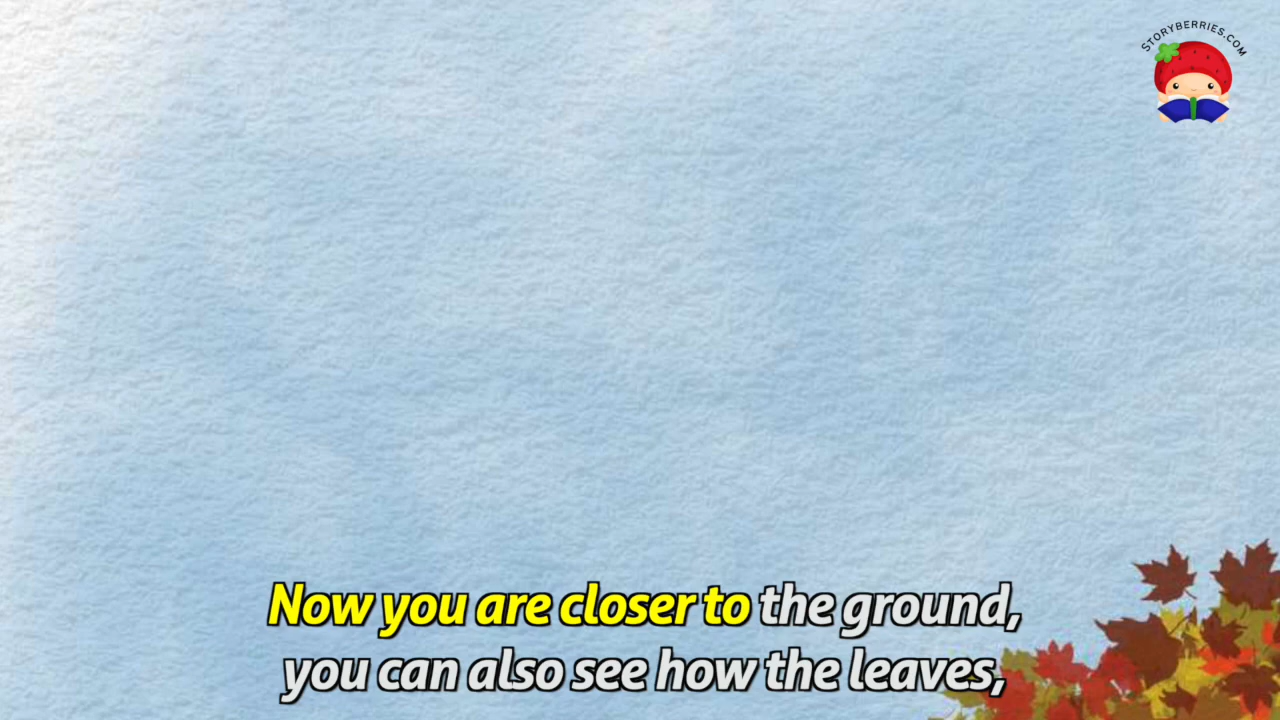 STORYBERRIES.COM
Now you are closer to the ground,
you can also see how the leaves,